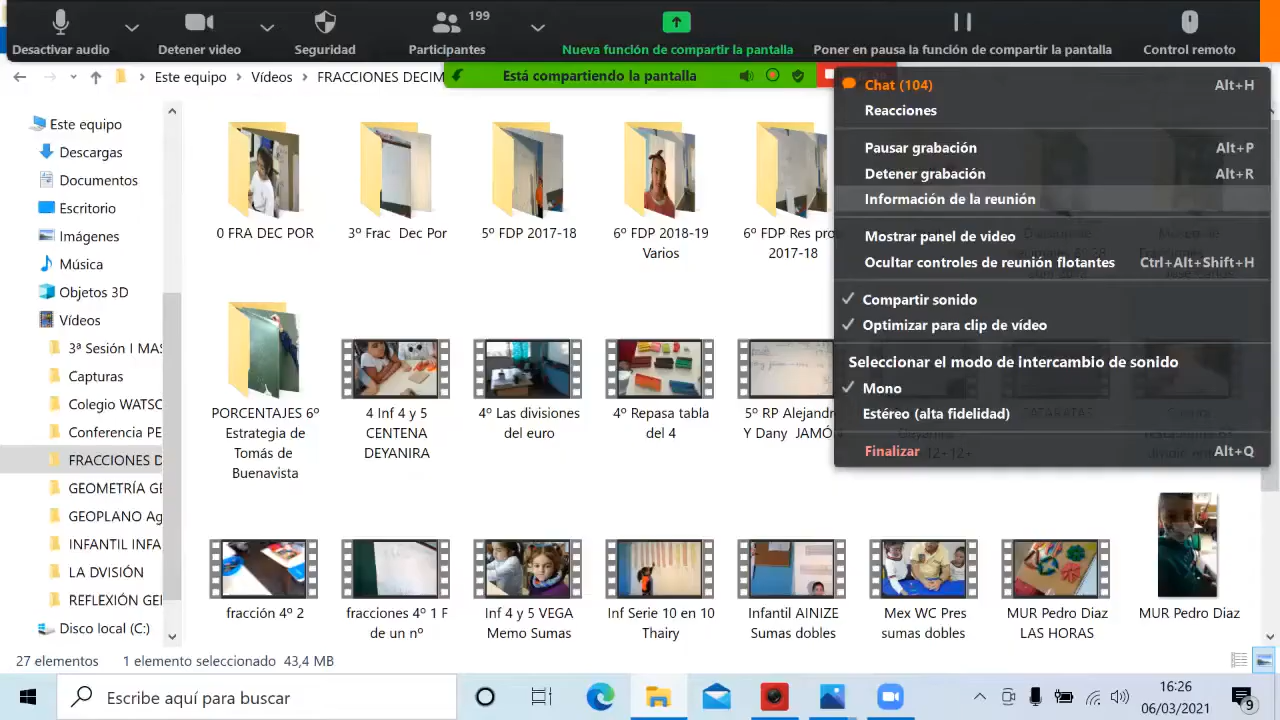 199
Desactivar audio
Detener video
Seguridad
Participantes
Nueva función de compartir la pantalla
Poner en pausa la función de compartir la pantalla
Control remoto
Este equipo
Vídeos
FRACCIONES DECIM
Está compartiendo la pantalla
Chat (104) Alt+H
Reacciones
Pausar grabación Alt+P
Detener grabación Alt+R
Información de la reunión
Mostrar panel de video
Ocultar controles de reunión flotantes Ctrl+Alt+Shift+H
Compartir sonido
Optimizar para clip de vídeo
Seleccionar el modo de intercambio de sonido
Mono
Estéreo (alta fidelidad)
Finalizar Alt+Q
Este equipo
Descargas
Documentos
Escritorio
Imágenes
Música
Objetos 3D
Vídeos
3ª Sesión I MAS
Capturas
Colegio WATSO
Conferencia PE
FRACCIONES D
GEOMETRÍA GE
GEOPLANO Ag
INFANTIL INFA
LA DVISIÓN
REFLEXIÓN GEI
Disco local (C:)
0 FRA DEC POR
3º Frac Dec Por
5º FDP 2017-18
6º FDP 2018-19
Varios
6º FDP Res pro
2017-18
PORCENTAJES 6º
Estrategia de
Tomás de
Buenavista
4 Inf 4 y 5
CENTENA
DEYANIRA
4º Las divisiones
del euro
4º Repasa tabla
del 4
5º RP Alejandr
Y Dany JAMÓ
fracción 4º 2
fracciones 4º 1 F
de un nº
Inf 4 y 5 VEGA
Memo Sumas
Inf Serie 10 en 10
Thairy
Infantil AINIZE
Sumas dobles
Mex WC Pres
sumas dobles
MUR Pedro Diaz
LAS HORAS
MUR Pedro Diaz
27 elementos
1 elemento seleccionado 43,4 MB
Escribe aquí para buscar
16:26
06/03/2021
9